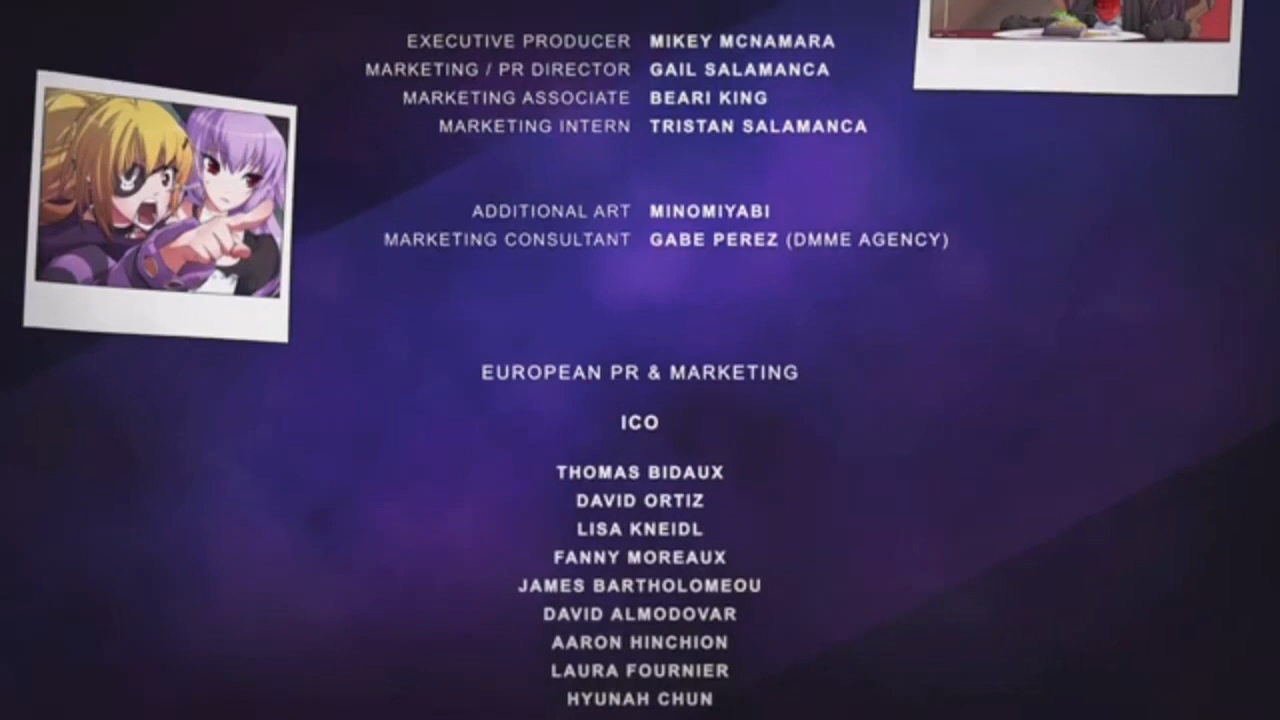 EXECUTIVE PRODUCER MIKEY MCNAMARA
MARKETING / PR DIRECTOR GAIL SALAMANCA
MARKETING ASSOCIATE BEARI KING
MARKETING INTERN TRISTAN SALAMANCA
ADDITIONAL ART MINOMIYABI
MARKETING CONSULTANT GABE PEREZ (DMME AGENCY)
EUROPEAN PR & MARKETING
ICO
THOMAS BIDAUX
DAVID ORTIZ
LISA KNEIDL
FANNY MOREAUX
JAMES BARTHOLOMEOU
DAVID ALMODOVAR
AARON HINCHION
LAURA FOURNIER
HYUNAH CHUN